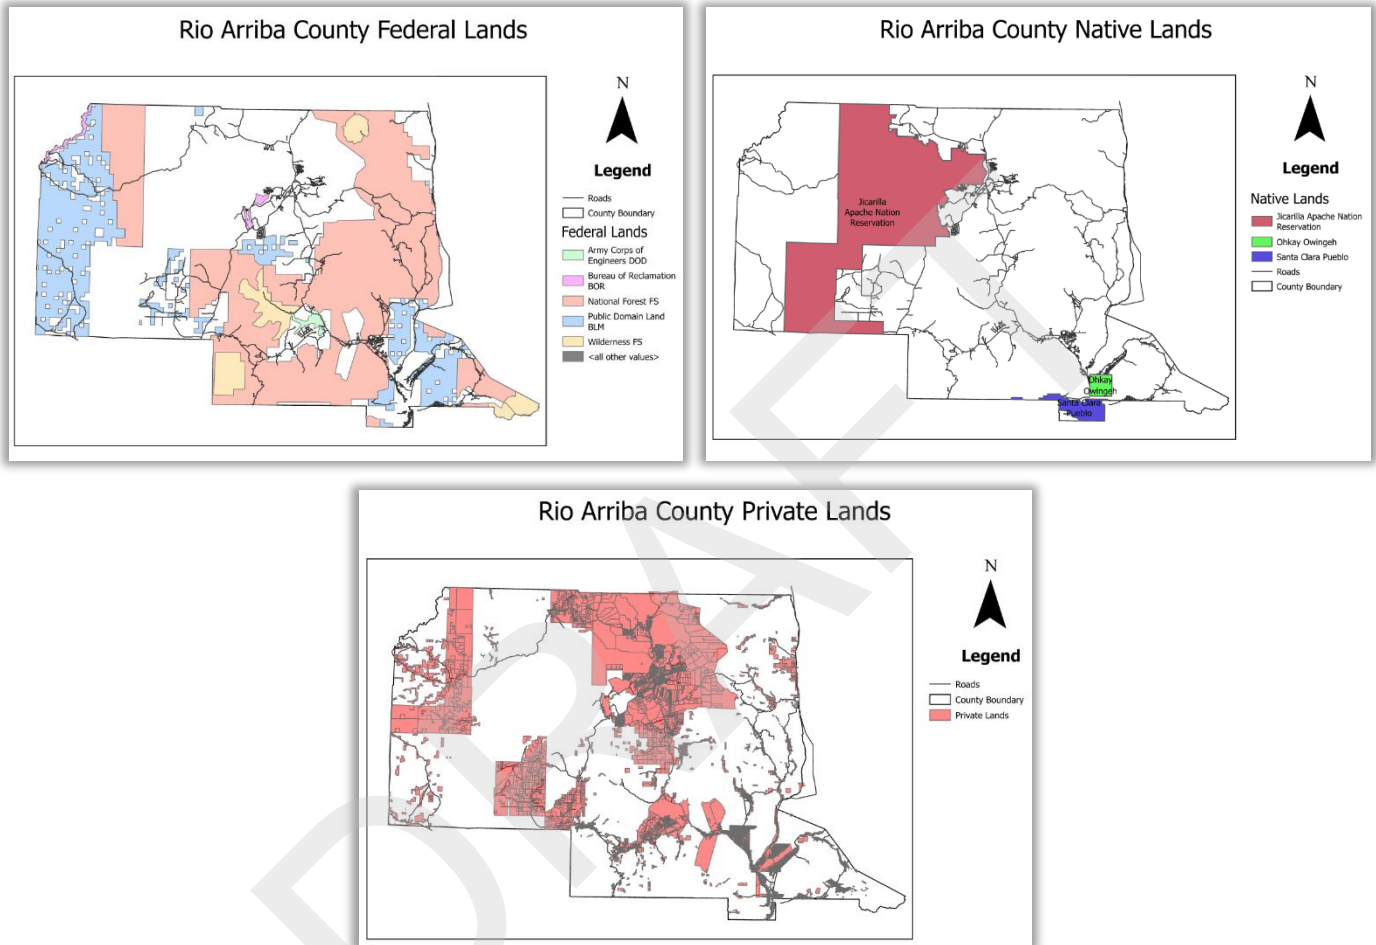 Rio Arriba County Federal Lands
N
Legend
Roads
County Boundary
Federal Lands
Army Corps of
Engineers DOD
Bureau of Reclamation
BOR
National Forest FS
Public Domain Land
BLM
Wilderness FS
<all other values>
Rio Arriba County Native Lands
Jicarilla
Apache Nation
Reservation
Ohkay
Owingeh
Santa Clara
Pueblo
N
Legend
Native Lands
Jicarilla Apache Nation
Reservation
Ohkay Owingeh
Santa Clara Pueblo
Roads
County Boundary
Rio Arriba County Private Lands
N
Legend
Roads
County Boundary
Private Lands
DRAFT